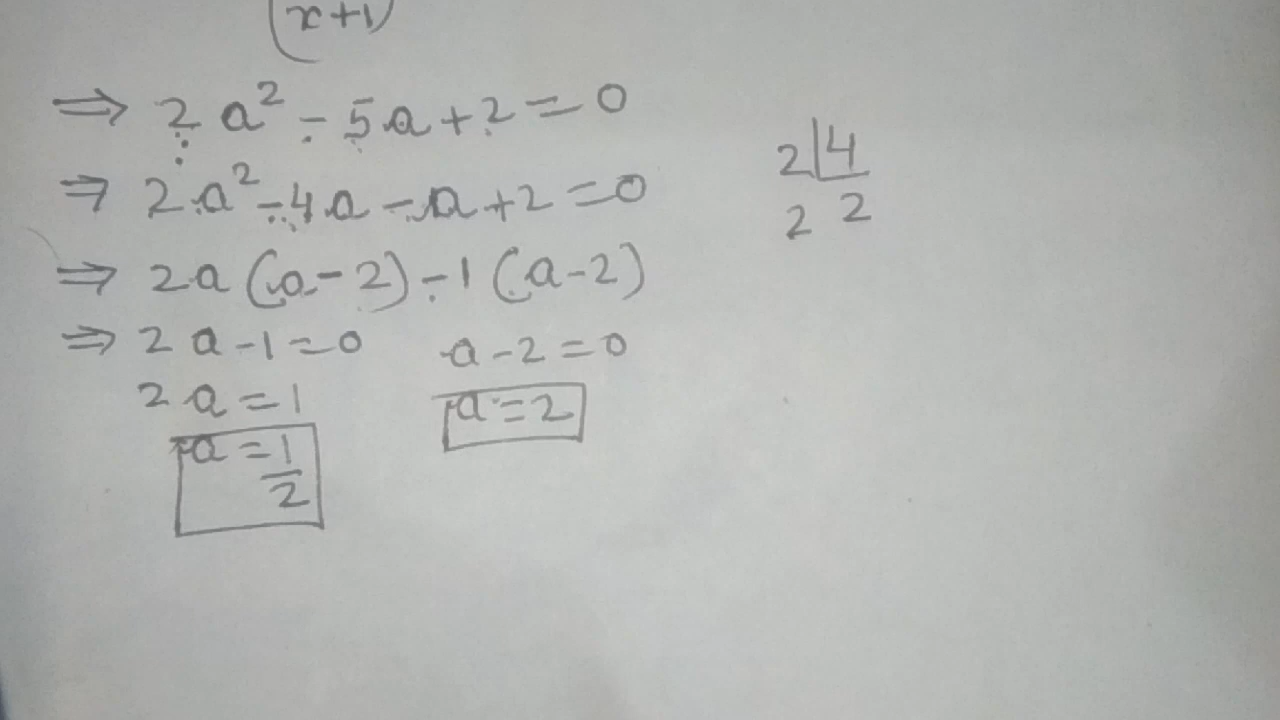 (x+1)
⇒ 2a² - 5a + 2 = 0
⇒ 2a² - 4a - a + 2 = 0
⇒ 2a (a - 2) - 1 (a - 2)
⇒ 2a - 1 = 0 a - 2 = 0
2a = 1 a = 2
a = 1/2
2|4
2 2